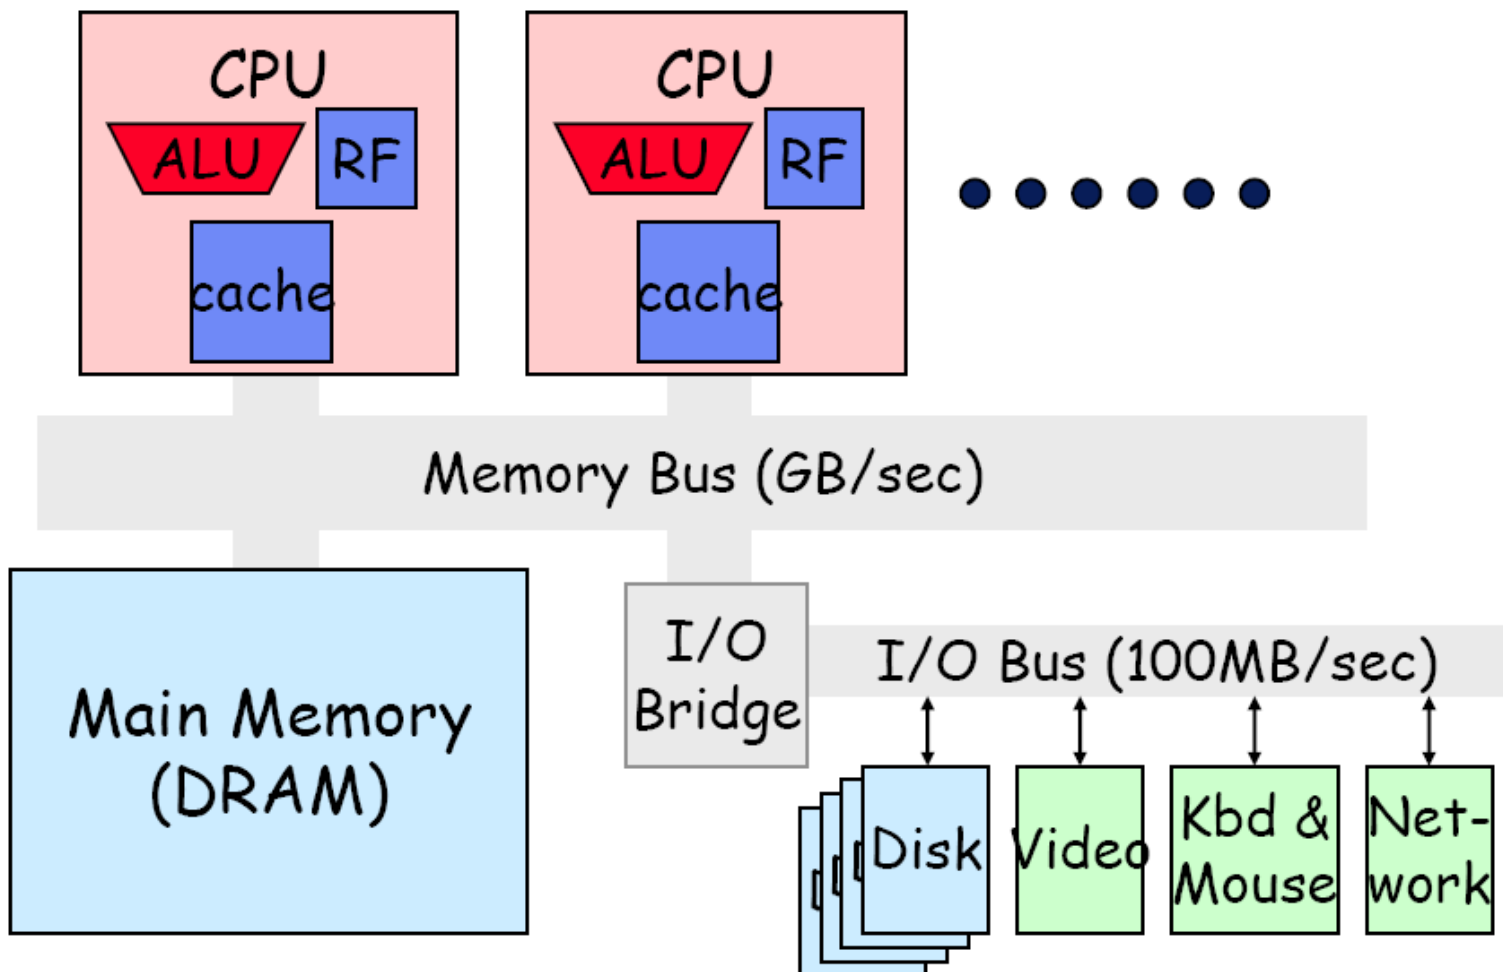 CPU
ALU
RF
cache
CPU
ALU
RF
cache
Memory Bus (GB/sec)
Main Memory
(DRAM)
I/O
Bridge
I/O Bus (100MB/sec)
Disk
Video
Kbd &
Mouse
Net-
work